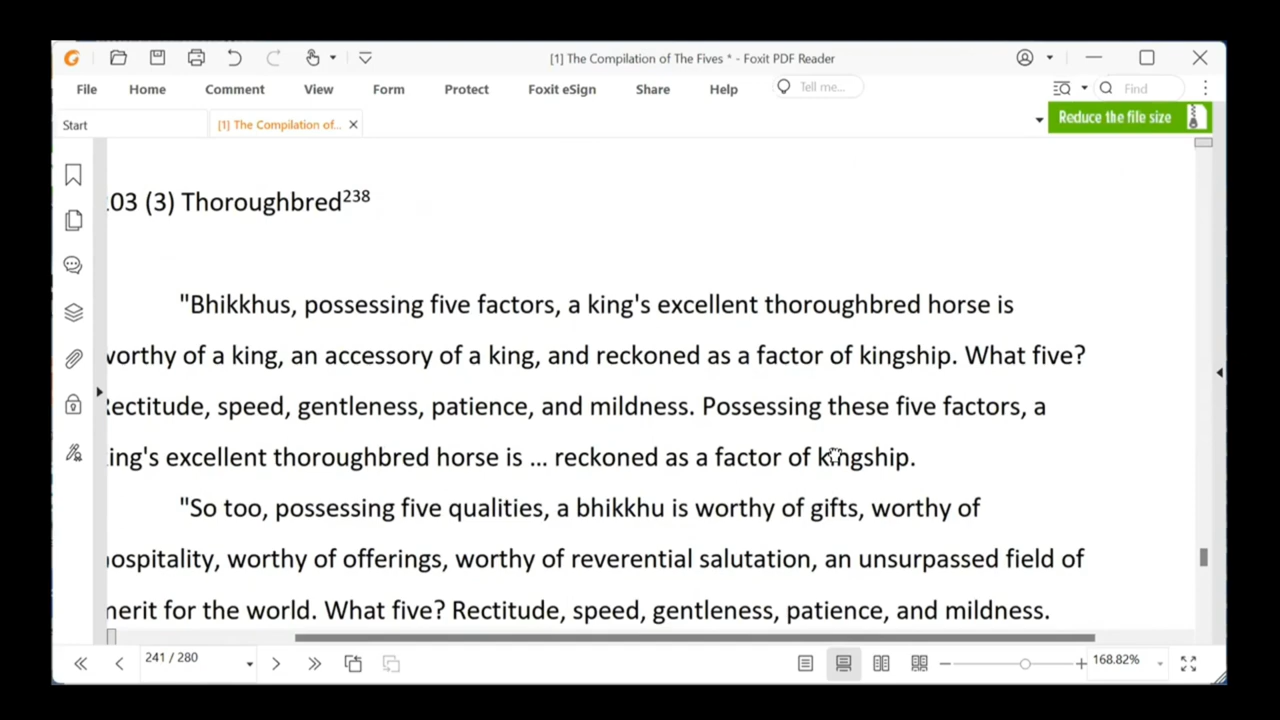 [1] The Compilation of The Fives * - Foxit PDF Reader
File Home Comment View Form Protect Foxit eSign Share Help Tell me... Find
Start [1] The Compilation of... Reduce the file size
03 (3) Thoroughbred238
"Bhikkhus, possessing five factors, a king's excellent thoroughbred horse is
worthy of a king, an accessory of a king, and reckoned as a factor of kingship. What five?
Rectitude, speed, gentleness, patience, and mildness. Possessing these five factors, a
king's excellent thoroughbred horse is ... reckoned as a factor of kingship.
"So too, possessing five qualities, a bhikkhu is worthy of gifts, worthy of
hospitality, worthy of offerings, worthy of reverential salutation, an unsurpassed field of
merit for the world. What five? Rectitude, speed, gentleness, patience, and mildness.
241 / 280 168.82%